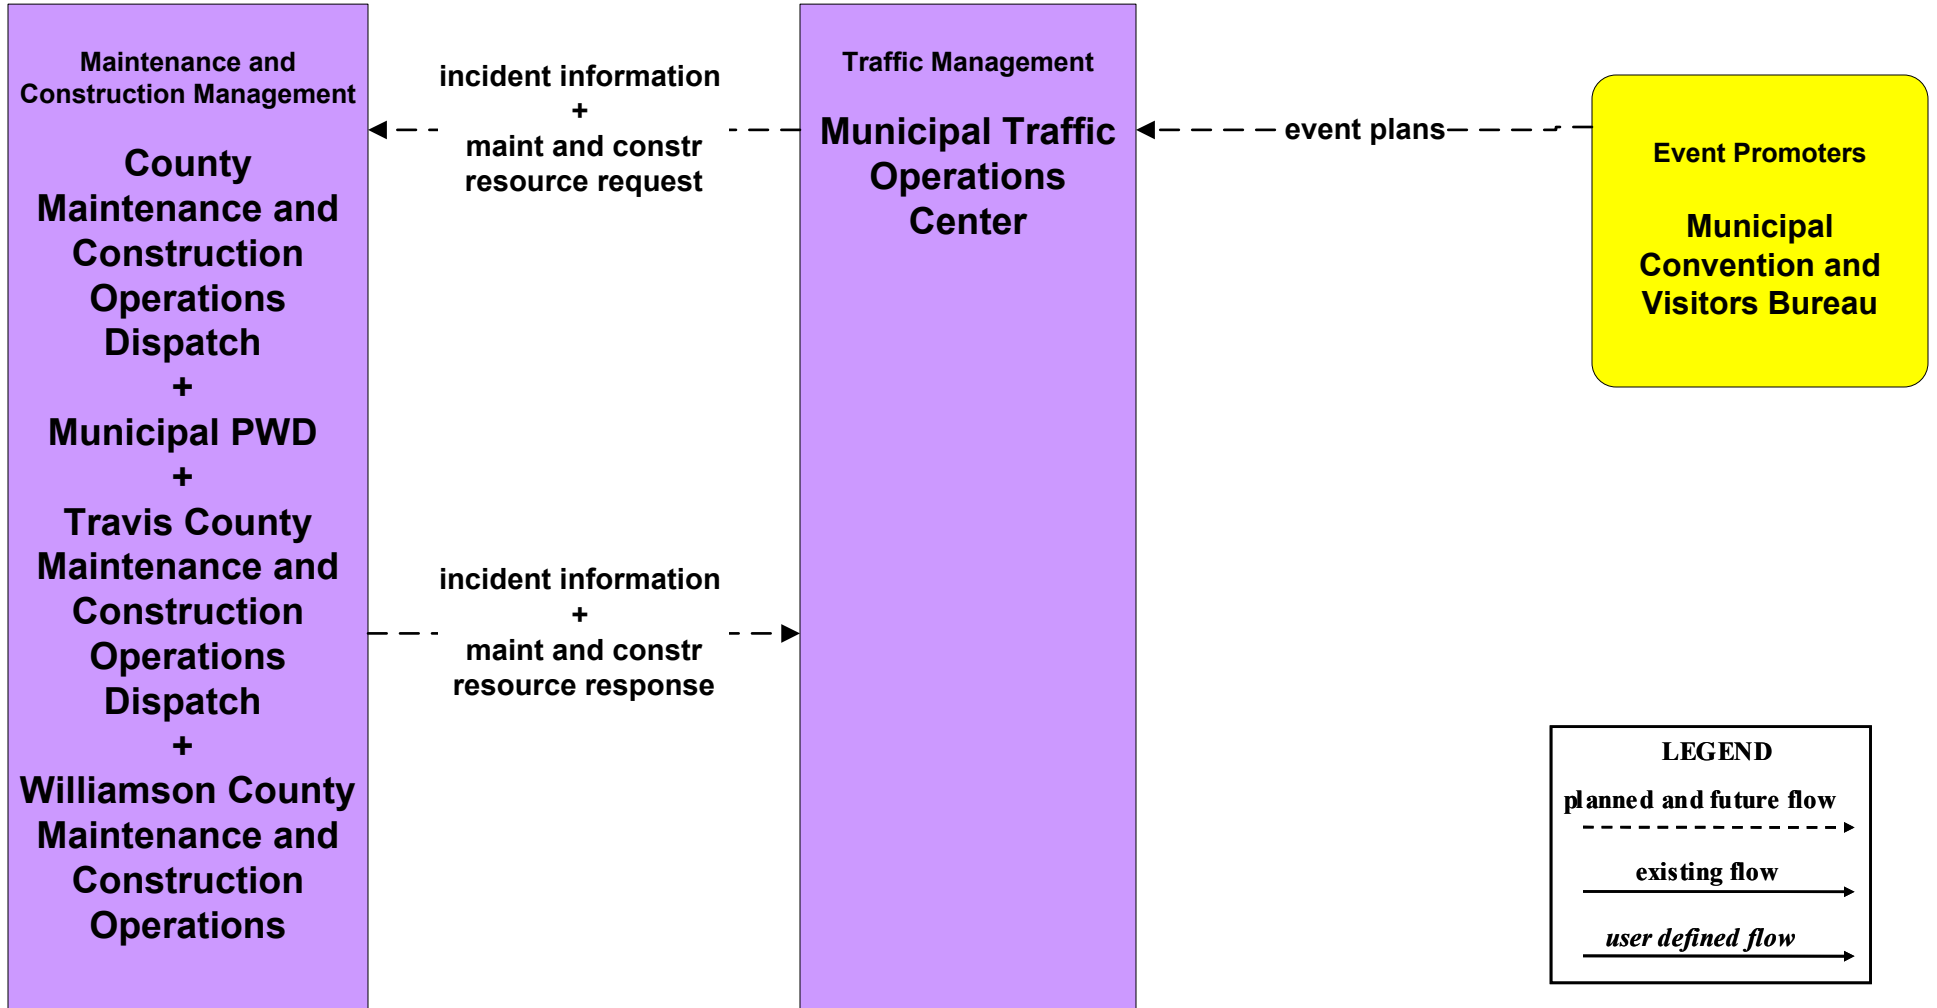 Maintenance and
Construction Management
County
Maintenance and
Construction
Operations
Dispatch
+
Municipal PWD
+
Travis County
Maintenance and
Construction
Operations
Dispatch
+
Williamson County
Maintenance and
Construction
Operations
incident information
+
maint and constr
resource request
incident information
+
maint and constr
resource response
Traffic Management
Municipal Traffic
Operations
Center
event plans
Event Promoters
Municipal
Convention and
Visitors Bureau
LEGEND
planned and future flow
existing flow
user defined flow